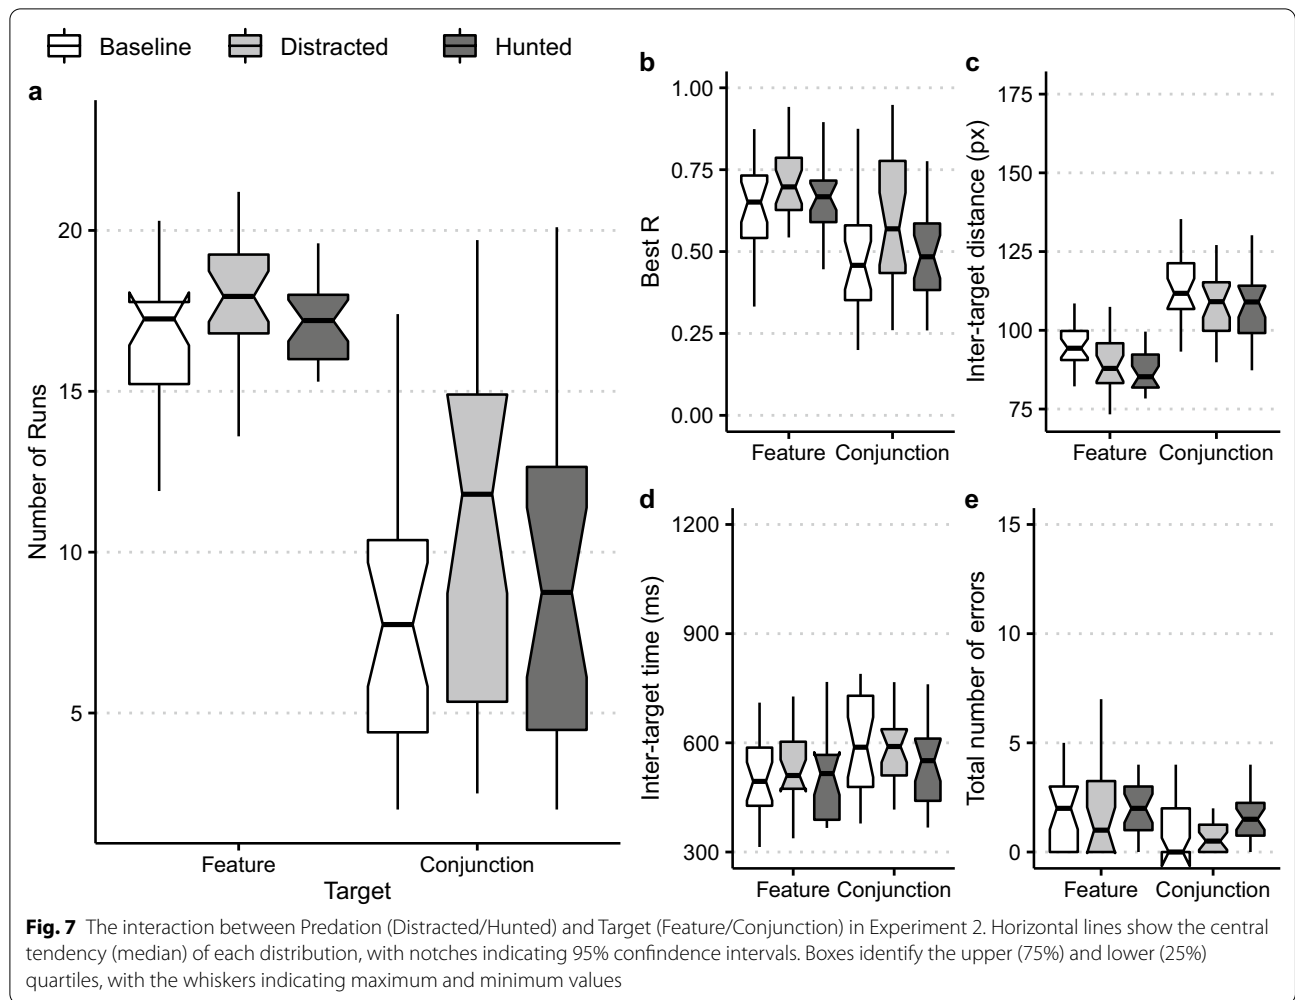 Baseline Distracted Hunted
a
Number of Runs
20
15
10
5
Feature Conjunction
Target
b
Best R
1.00
0.75
0.50
0.25
0.00
Feature Conjunction
c
Inter-target distance (px)
175
150
125
100
75
Feature Conjunction
d
Inter-target time (ms)
1200
900
600
300
Feature Conjunction
e
Total number of errors
15
10
5
0
Feature Conjunction
Fig. 7 The interaction between Predation (Distracted/Hunted) and Target (Feature/Conjunction) in Experiment 2. Horizontal lines show the central
tendency (median) of each distribution, with notches indicating 95% confindence intervals. Boxes identify the upper (75%) and lower (25%)
quartiles, with the whiskers indicating maximum and minimum values